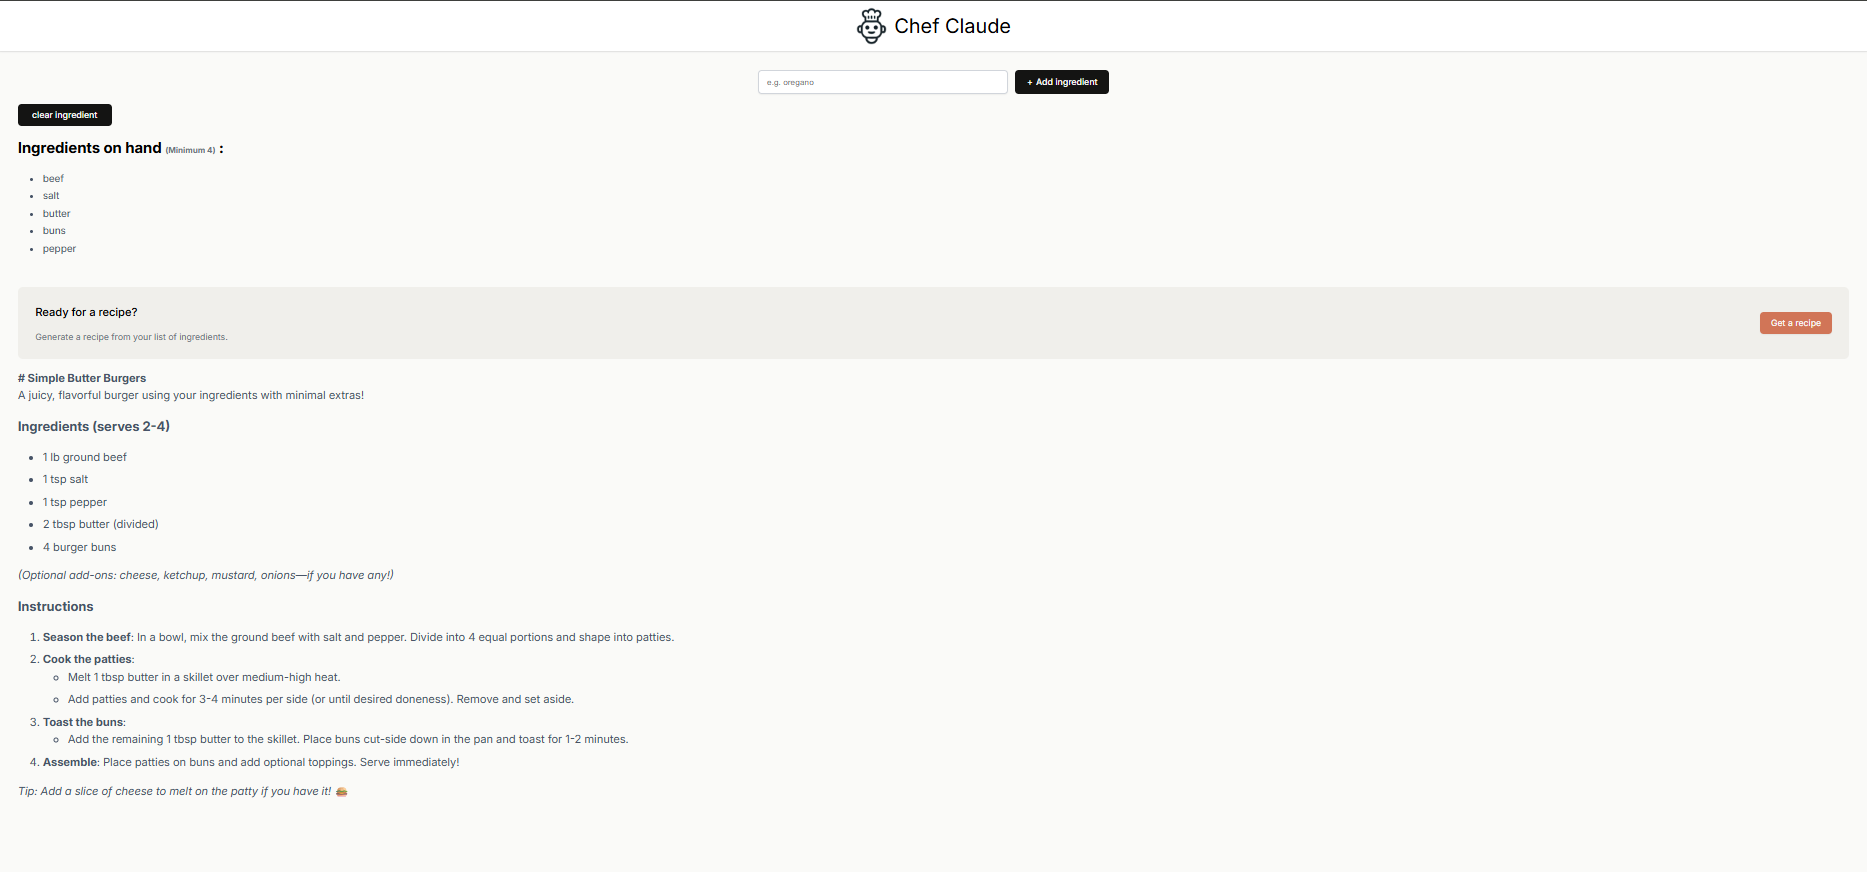 Chef Claude
e.g. oregano
+ Add ingredient
clear ingredient
Ingredients on hand (Minimum 4) :
• beef
• salt
• butter
• buns
• pepper
Ready for a recipe?
Generate a recipe from your list of ingredients.
Get a recipe
# Simple Butter Burgers
A juicy, flavorful burger using your ingredients with minimal extras!
Ingredients (serves 2-4)
• 1 lb ground beef
• 1 tsp salt
• 1 tsp pepper
• 2 tbsp butter (divided)
• 4 burger buns
(Optional add-ons: cheese, ketchup, mustard, onions—if you have any!)
Instructions
1. Season the beef: In a bowl, mix the ground beef with salt and pepper. Divide into 4 equal portions and shape into patties.
2. Cook the patties:
◦ Melt 1 tbsp butter in a skillet over medium-high heat.
◦ Add patties and cook for 3-4 minutes per side (or until desired doneness). Remove and set aside.
3. Toast the buns:
◦ Add the remaining 1 tbsp butter to the skillet. Place buns cut-side down in the pan and toast for 1-2 minutes.
4. Assemble: Place patties on buns and add optional toppings. Serve immediately!
Tip: Add a slice of cheese to melt on the patty if you have it! 🍔